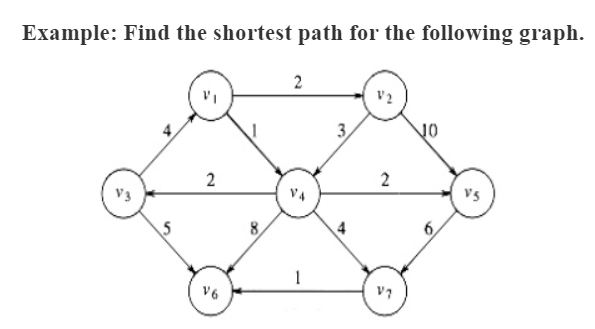 Example: Find the shortest path for the following graph.
2
v1
v2
4
1
3
10
2
2
v3
v4
v5
5
8
4
6
1
v6
v7